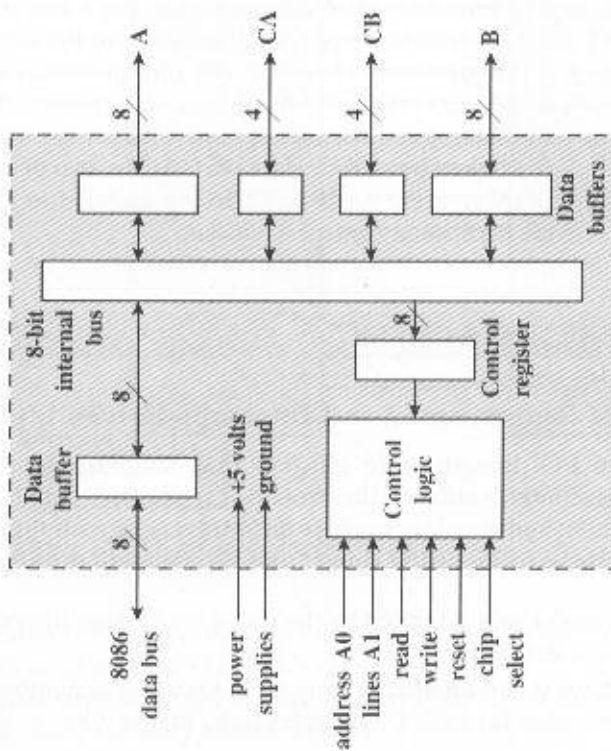 8086
data bus
8
Data
buffer
8
8-bit
internal
bus
8
A
4
CA
4
CB
8
B
Data
buffers
power
+5 volts
supplies
ground
address A0
lines A1
read
write
reset
chip
select
Control
logic
Control
register
8